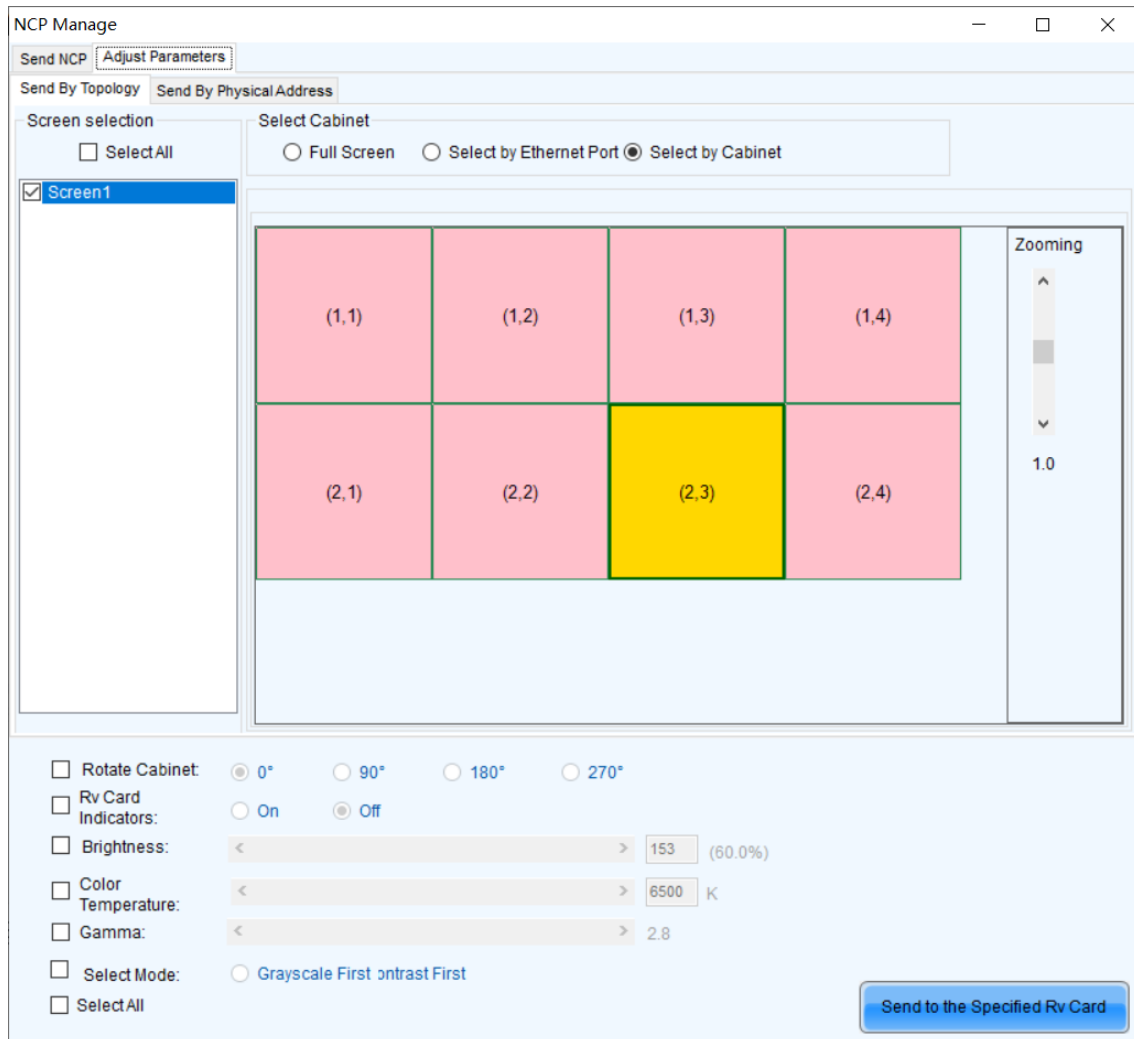 NCP Manage
Send NCP Adjust Parameters
Send By Topology Send By Physical Address
Screen selection Select Cabinet
Select All Full Screen Select by Ethernet Port Select by Cabinet
Screen1
Zooming
(1,1) (1,2) (1,3) (1,4)
1.0
(2,1) (2,2) (2,3) (2,4)
Rotate Cabinet: 0° 90° 180° 270°
Rv Card
Indicators: On Off
Brightness: 153 (60.0%)
Color
Temperature: 6500 K
Gamma: 2.8
Select Mode: Grayscale First ontrast First
Select All
Send to the Specified Rv Card